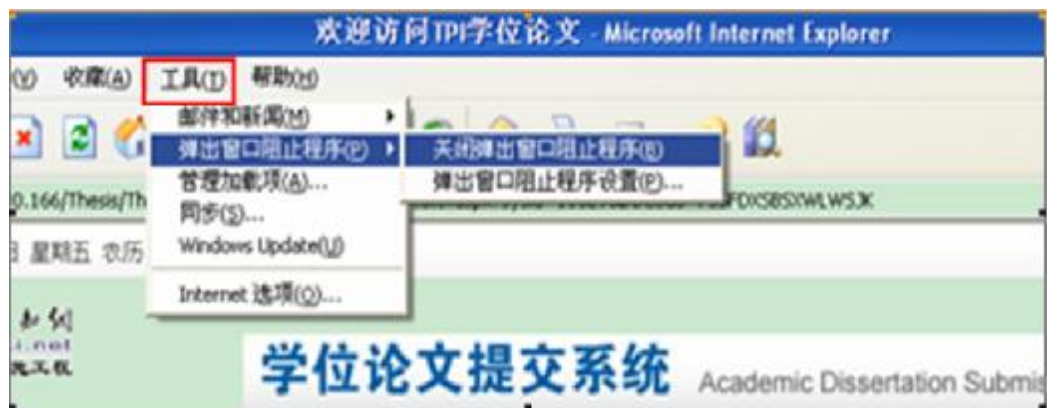 欢迎访问TPI学位论文 - Microsoft Internet Explorer
(Y) 收藏(A) 工具(T) 帮助(H)
邮件和新闻(M)
弹出窗口阻止程序(P) 关闭弹出窗口阻止程序(B)
管理加载项(A)... 弹出窗口阻止程序设置(P)...
0.166/Thesis/Th
同步(S)...
星期五 农历 Windows Update(U)
Internet 选项(O)...
i.net
学位论文提交系统 Academic Dissertation Submis